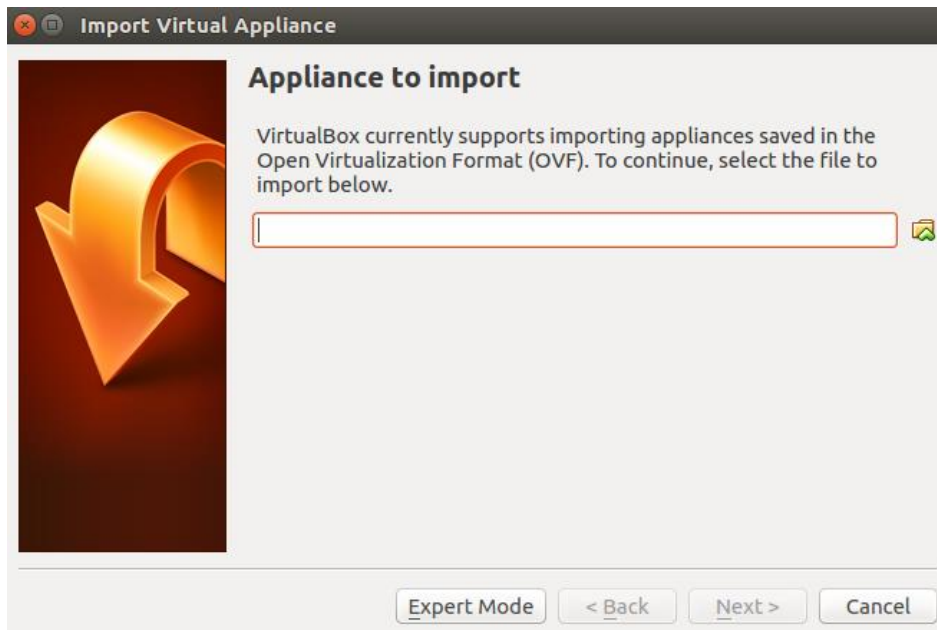 Import Virtual Appliance
Appliance to import
VirtualBox currently supports importing appliances saved in the
Open Virtualization Format (OVF). To continue, select the file to
import below.
Expert Mode
< Back
Next >
Cancel